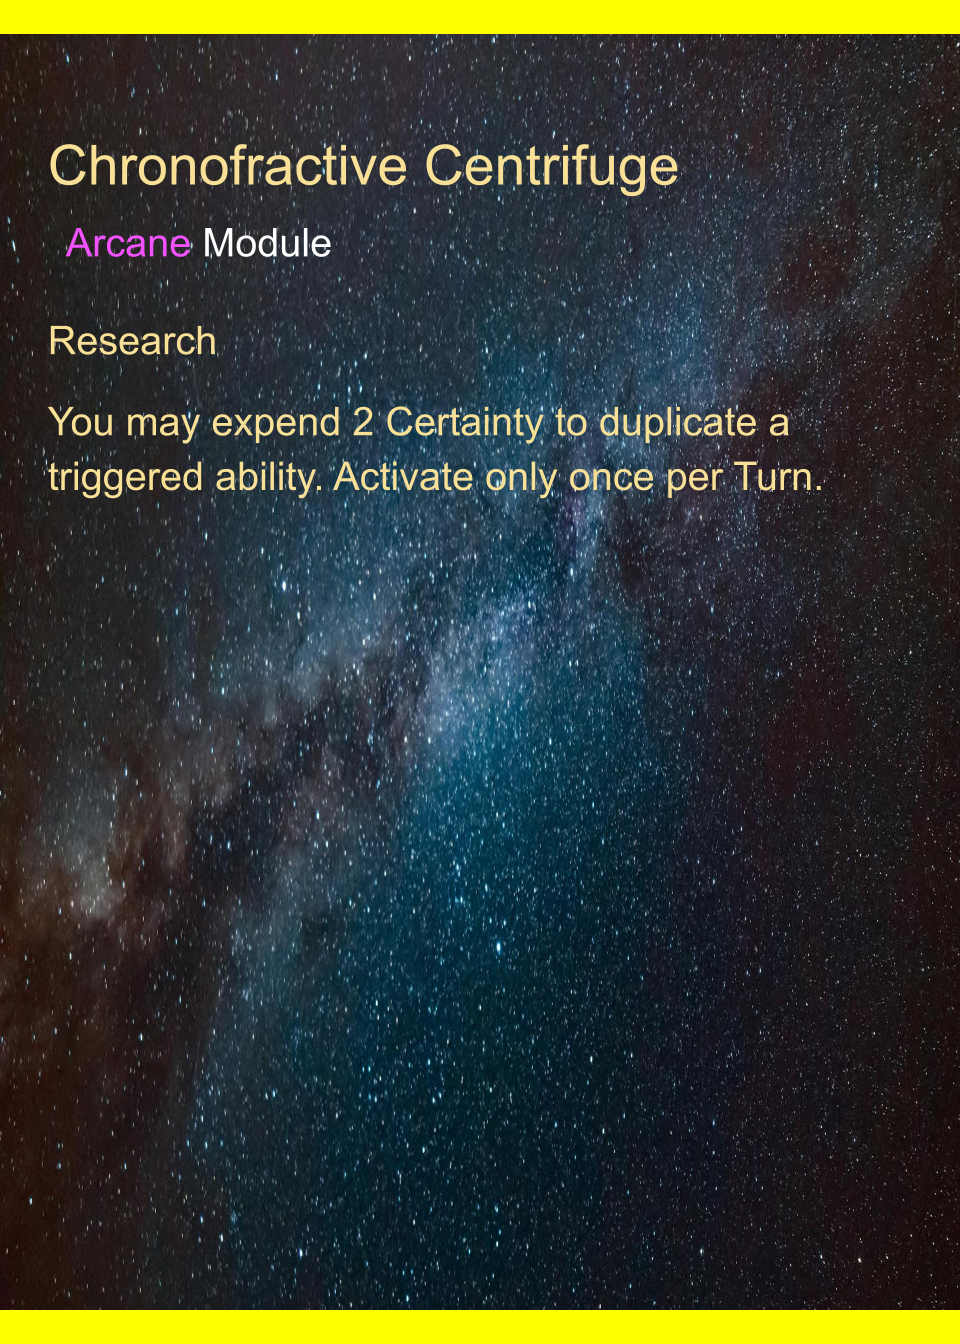 Chronofractive Centrifuge
Arcane Module
Research
You may expend 2 Certainty to duplicate a
triggered ability. Activate only once per Turn.